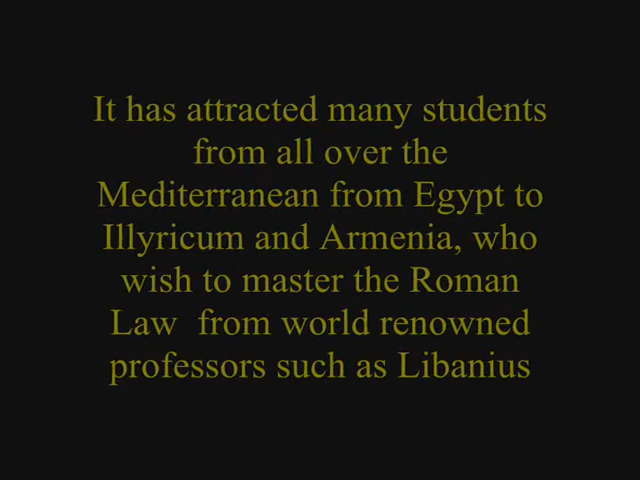 It has attracted many students
from all over the
Mediterranean from Egypt to
Illyricum and Armenia, who
wish to master the Roman
Law  from world renowned
professors such as Libanius